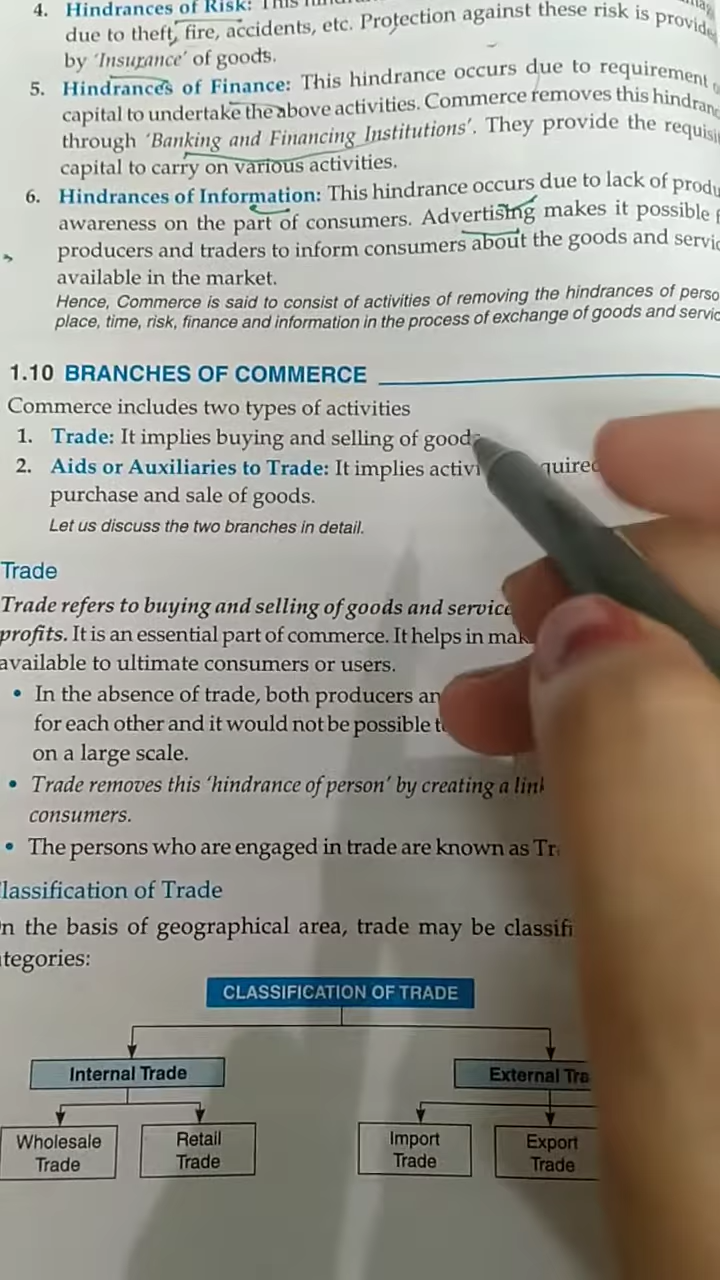 4. Hindrances of Risk: This
due to theft, fire, accidents, etc. Protection against these risk is provide
by 'Insurance' of goods.
5. Hindrances of Finance: This hindrance occurs due to requirement
capital to undertake the above activities. Commerce removes this hindran
through 'Banking and Financing Institutions'. They provide the requisi
capital to carry on various activities.
6. Hindrances of Information: This hindrance occurs due to lack of produ
awareness on the part of consumers. Advertising makes it possible f
producers and traders to inform consumers about the goods and servic
available in the market.
Hence, Commerce is said to consist of activities of removing the hindrances of perso
place, time, risk, finance and information in the process of exchange of goods and servic
1.10 BRANCHES OF COMMERCE
Commerce includes two types of activities
1. Trade: It implies buying and selling of goods
2. Aids or Auxiliaries to Trade: It implies activi quired
purchase and sale of goods.
Let us discuss the two branches in detail.
Trade
Trade refers to buying and selling of goods and service
profits. It is an essential part of commerce. It helps in mak
available to ultimate consumers or users.
• In the absence of trade, both producers an
for each other and it would not be possible t
on a large scale.
• Trade removes this 'hindrance of person' by creating a link
consumers.
• The persons who are engaged in trade are known as Tr
lassification of Trade
n the basis of geographical area, trade may be classifi
tegories:
CLASSIFICATION OF TRADE
Internal Trade External Tra
Wholesale Trade
Retail Trade
Import Trade
Export Trade